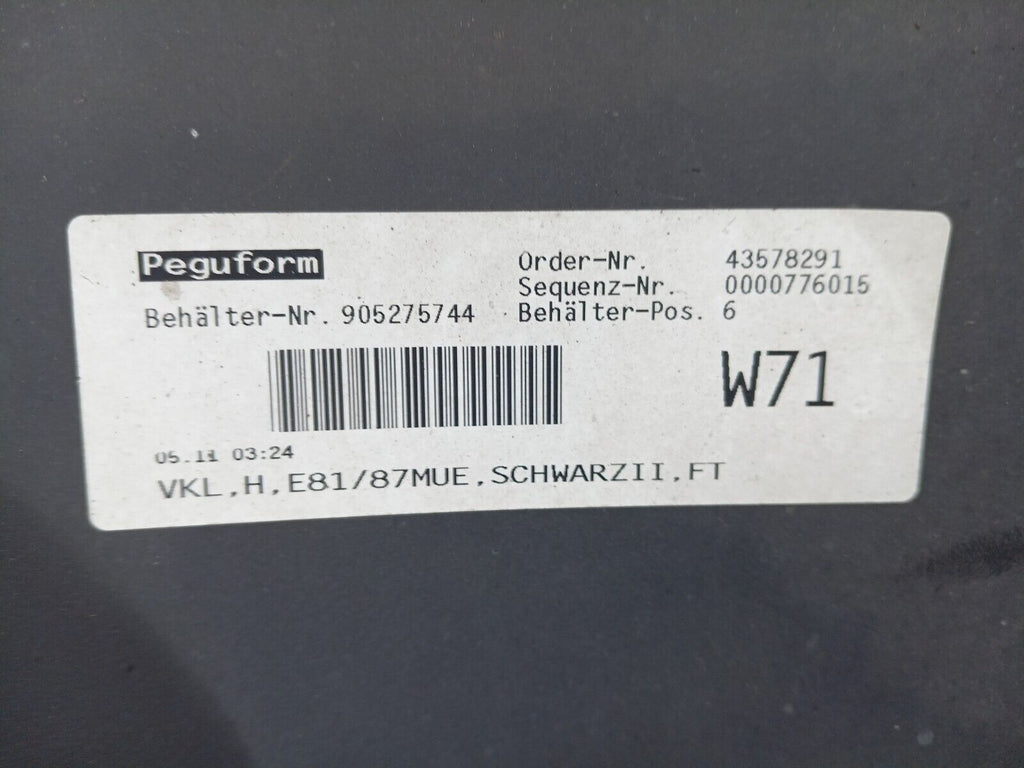 Peguform
Order-Nr. 43578291
Sequenz-Nr. 0000776015
Behälter-Nr. 905275744 Behälter-Pos. 6
W71
05.11 03:24
VKL,H,E81/87MUE,SCHWARZII,FT